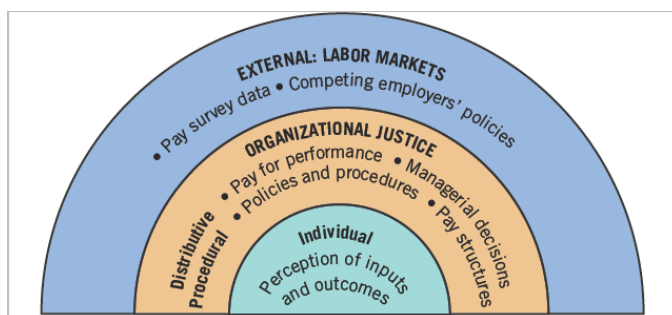 EXTERNAL: LABOR MARKETS
• Pay survey data • Competing employers' policies
ORGANIZATIONAL JUSTICE
Distributive • Pay for performance • Managerial decisions
Procedural • Policies and procedures • Pay structures
Individual
Perception of inputs
and outcomes